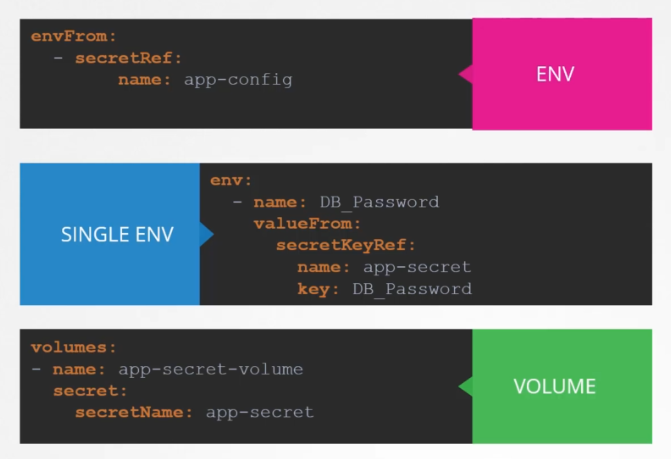 envFrom:
  - secretRef:
        name: app-config
ENV
SINGLE ENV
env:
  - name: DB_Password
    valueFrom:
      secretKeyRef:
        name: app-secret
        key: DB_Password
volumes:
- name: app-secret-volume
  secret:
    secretName: app-secret
VOLUME